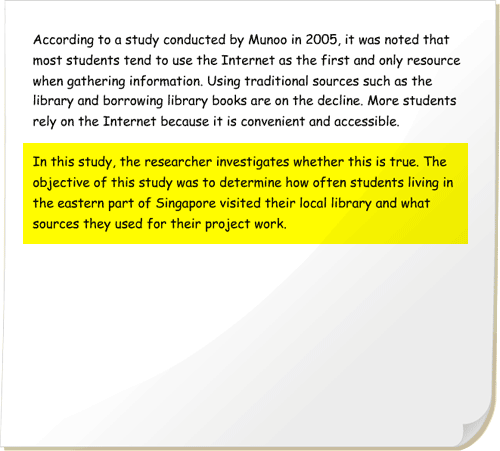 According to a study conducted by Munoo in 2005, it was noted that
most students tend to use the Internet as the first and only resource
when gathering information. Using traditional sources such as the
library and borrowing library books are on the decline. More students
rely on the Internet because it is convenient and accessible.
In this study, the researcher investigates whether this is true. The
objective of this study was to determine how often students living in
the eastern part of Singapore visited their local library and what
sources they used for their project work.